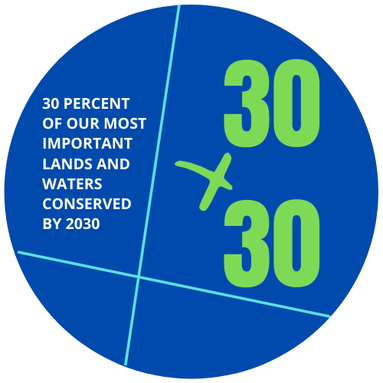 30 PERCENT
OF OUR MOST
IMPORTANT
LANDS AND
WATERS
CONSERVED
BY 2030
30
x
30